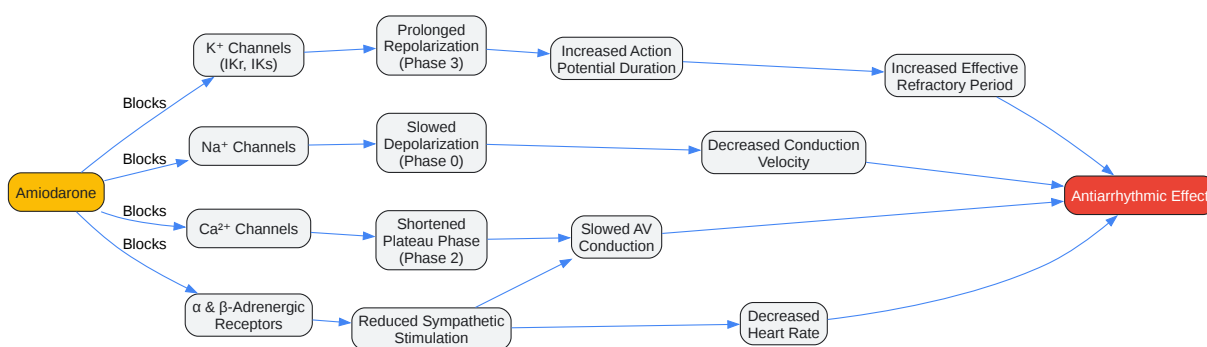 Amiodarone
Blocks
K⁺ Channels
(IKr, IKs)
Prolonged
Repolarization
(Phase 3)
Increased Action
Potential Duration
Increased Effective
Refractory Period
Blocks
Na⁺ Channels
Slowed
Depolarization
(Phase 0)
Decreased Conduction
Velocity
Antiarrhythmic Effect
Blocks
Ca²⁺ Channels
Shortened
Plateau Phase
(Phase 2)
Slowed AV
Conduction
Blocks
α & β-Adrenergic
Receptors
Reduced Sympathetic
Stimulation
Decreased
Heart Rate